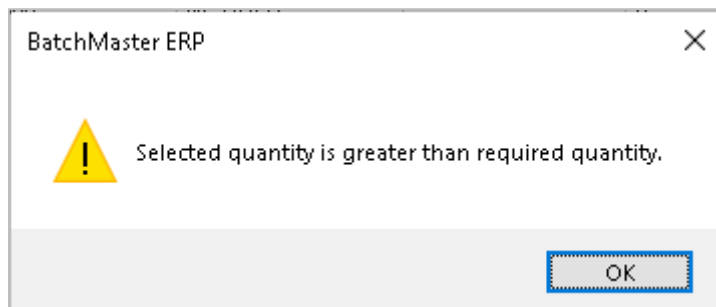 BatchMaster ERP
Selected quantity is greater than required quantity.
OK